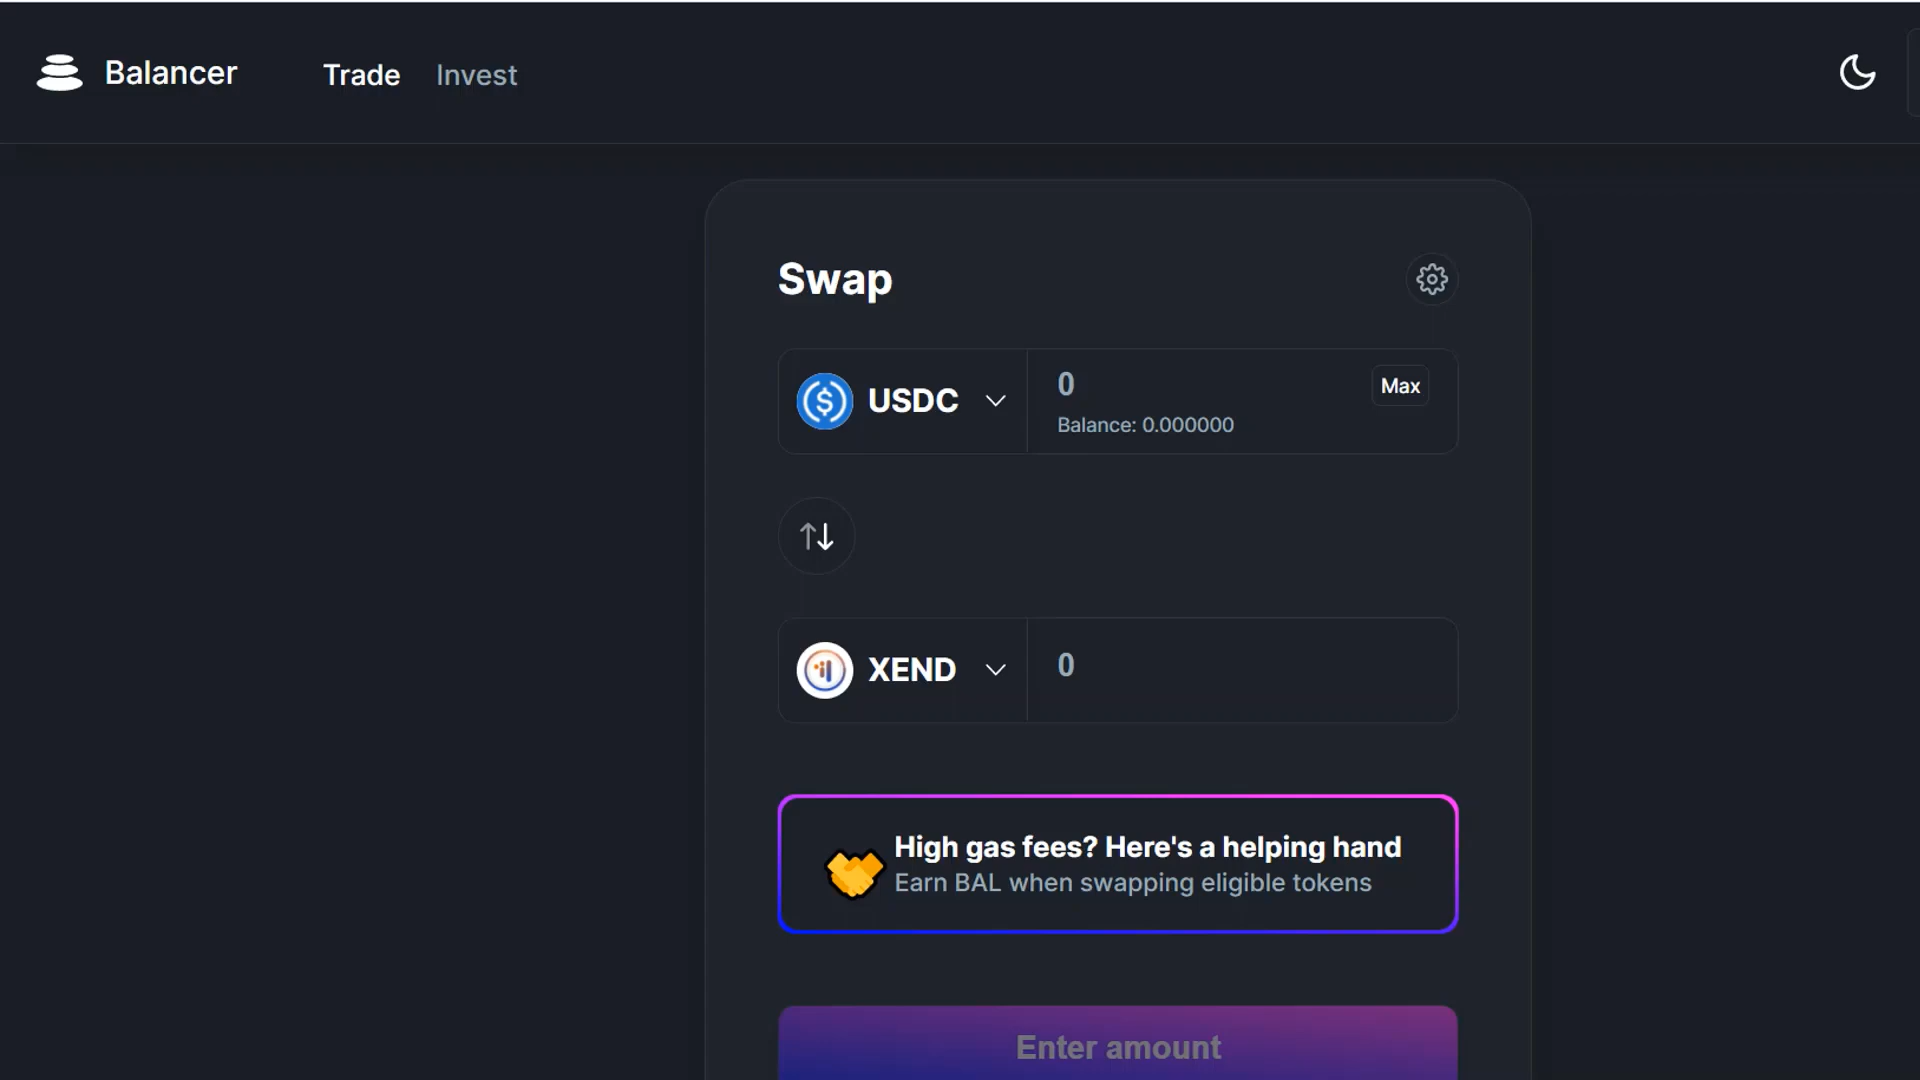 Balancer
Trade
Invest
Swap
USDC
0
Max
Balance: 0.000000
XEND
0
High gas fees? Here's a helping hand
Earn BAL when swapping eligible tokens
Enter amount